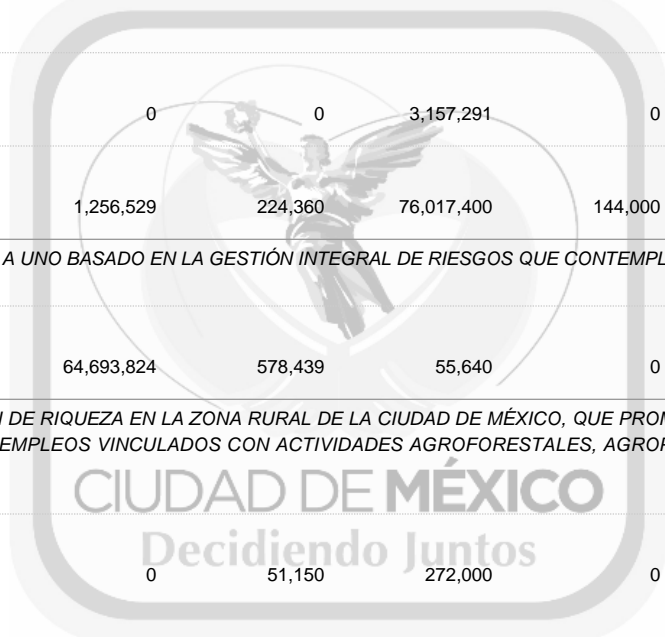 0 0 3,157,291 0
1,256,529 224,360 76,017,400 144,000
A UNO BASADO EN LA GESTIÓN INTEGRAL DE RIESGOS QUE CONTEMPL
64,693,824 578,439 55,640 0
DE RIQUEZA EN LA ZONA RURAL DE LA CIUDAD DE MÉXICO, QUE PROM
EMPLEOS VINCULADOS CON ACTIVIDADES AGROFORESTALES, AGROP
CIUDAD DE MÉXICO
Decidiendo Juntos
0 51,150 272,000 0